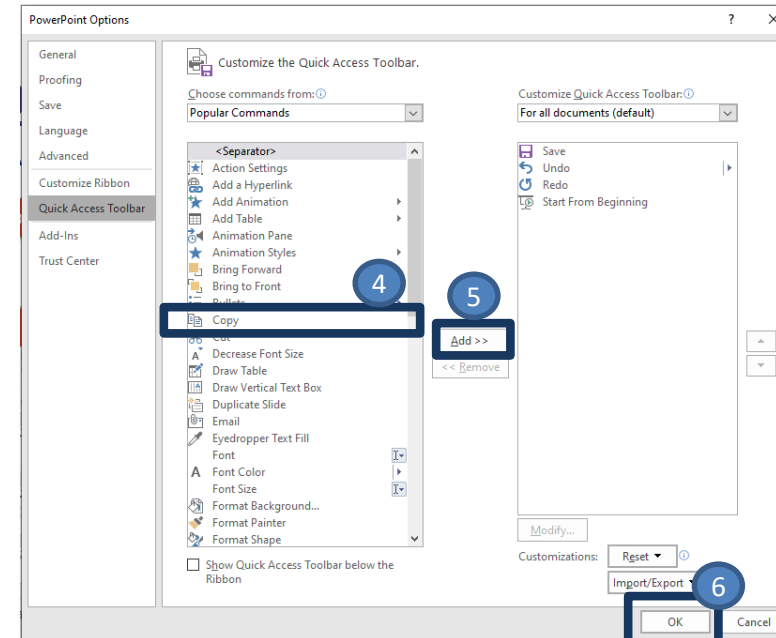 PowerPoint Options
?
General
Proofing
Save
Language
Advanced
Customize Ribbon
Quick Access Toolbar
Add-Ins
Trust Center
Customize the Quick Access Toolbar.
Choose commands from:
Popular Commands
<Separator>
Action Settings
Add a Hyperlink
Add Animation
Add Table
Animation Pane
Animation Styles
Bring Forward
Bring to Front
Bullets
Copy
Cut
Decrease Font Size
Draw Table
Draw Vertical Text Box
Duplicate Slide
Email
Eyedropper Text Fill
Font
Font Color
Font Size
Format Background...
Format Painter
Format Shape
Show Quick Access Toolbar below the
Ribbon
4
5
Add >>
<< Remove
Customize Quick Access Toolbar:
For all documents (default)
Save
Undo
Redo
Start From Beginning
Modify...
Customizations:
Reset
Import/Export
6
OK
Cancel